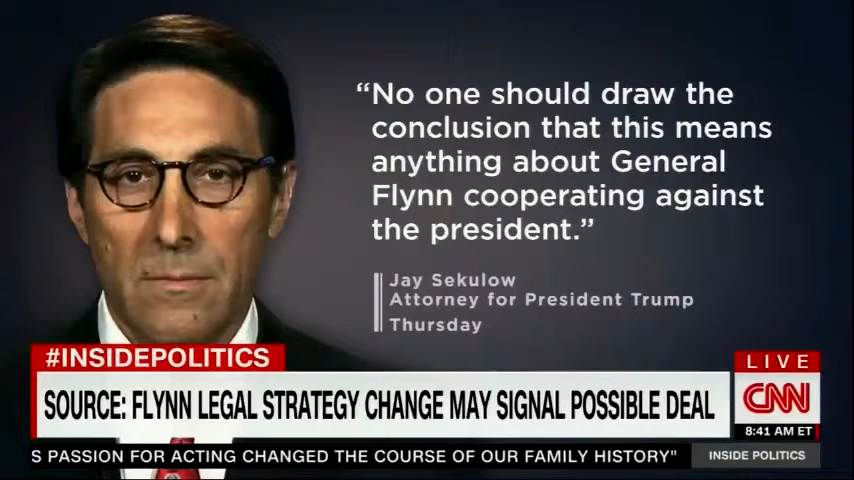 “No one should draw the
conclusion that this means
anything about General
Flynn cooperating against
the president.”
Jay Sekulow
Attorney for President Trump
Thursday
#INSIDEPOLITICS
SOURCE: FLYNN LEGAL STRATEGY CHANGE MAY SIGNAL POSSIBLE DEAL
LIVE
CNN
8:41 AM ET
S PASSION FOR ACTING CHANGED THE COURSE OF OUR FAMILY HISTORY"
INSIDE POLITICS